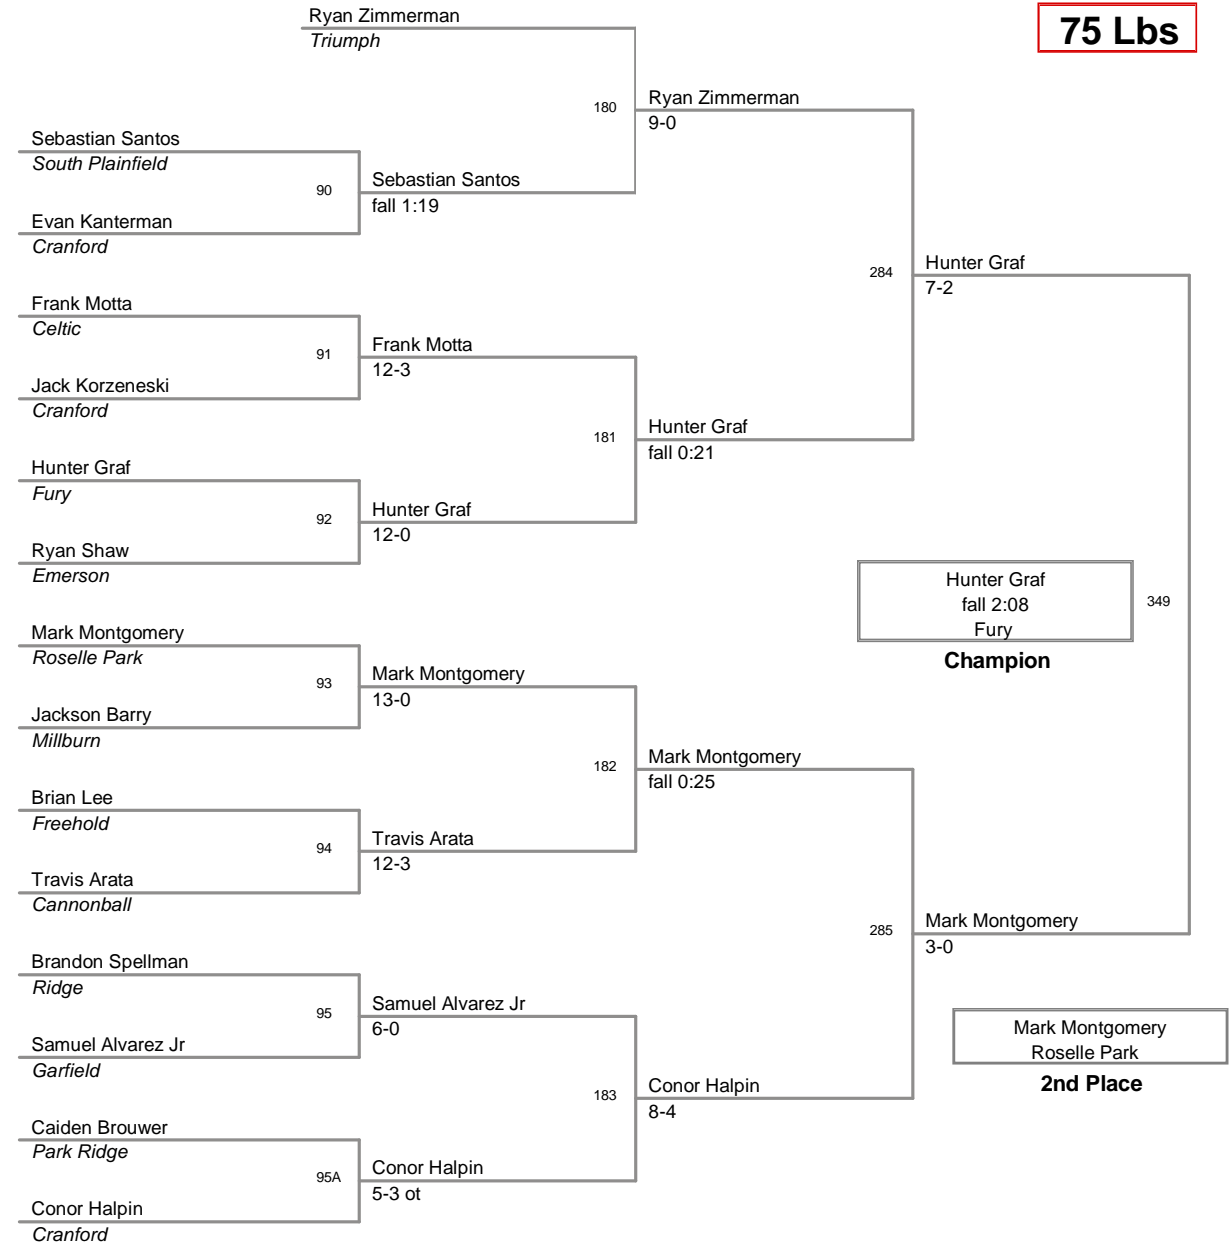 Ryan Zimmerman
Triumph
75 Lbs
180
Ryan Zimmerman
9-0
Sebastian Santos
South Plainfield
90
Sebastian Santos
fall 1:19
Evan Kanterman
Cranford
284
Hunter Graf
7-2
Frank Motta
Celtic
91
Frank Motta
12-3
Jack Korzeneski
Cranford
181
Hunter Graf
fall 0:21
Hunter Graf
Fury
92
Hunter Graf
12-0
Ryan Shaw
Emerson
Hunter Graf
fall 2:08
Fury
349
Champion
Mark Montgomery
Roselle Park
93
Mark Montgomery
13-0
Jackson Barry
Millburn
182
Mark Montgomery
fall 0:25
Brian Lee
Freehold
94
Travis Arata
12-3
Travis Arata
Cannonball
285
Mark Montgomery
3-0
Brandon Spellman
Ridge
95
Samuel Alvarez Jr
6-0
Samuel Alvarez Jr
Garfield
Mark Montgomery
Roselle Park
2nd Place
183
Conor Halpin
8-4
Caiden Brouwer
Park Ridge
95A
Conor Halpin
5-3 ot
Conor Halpin
Cranford